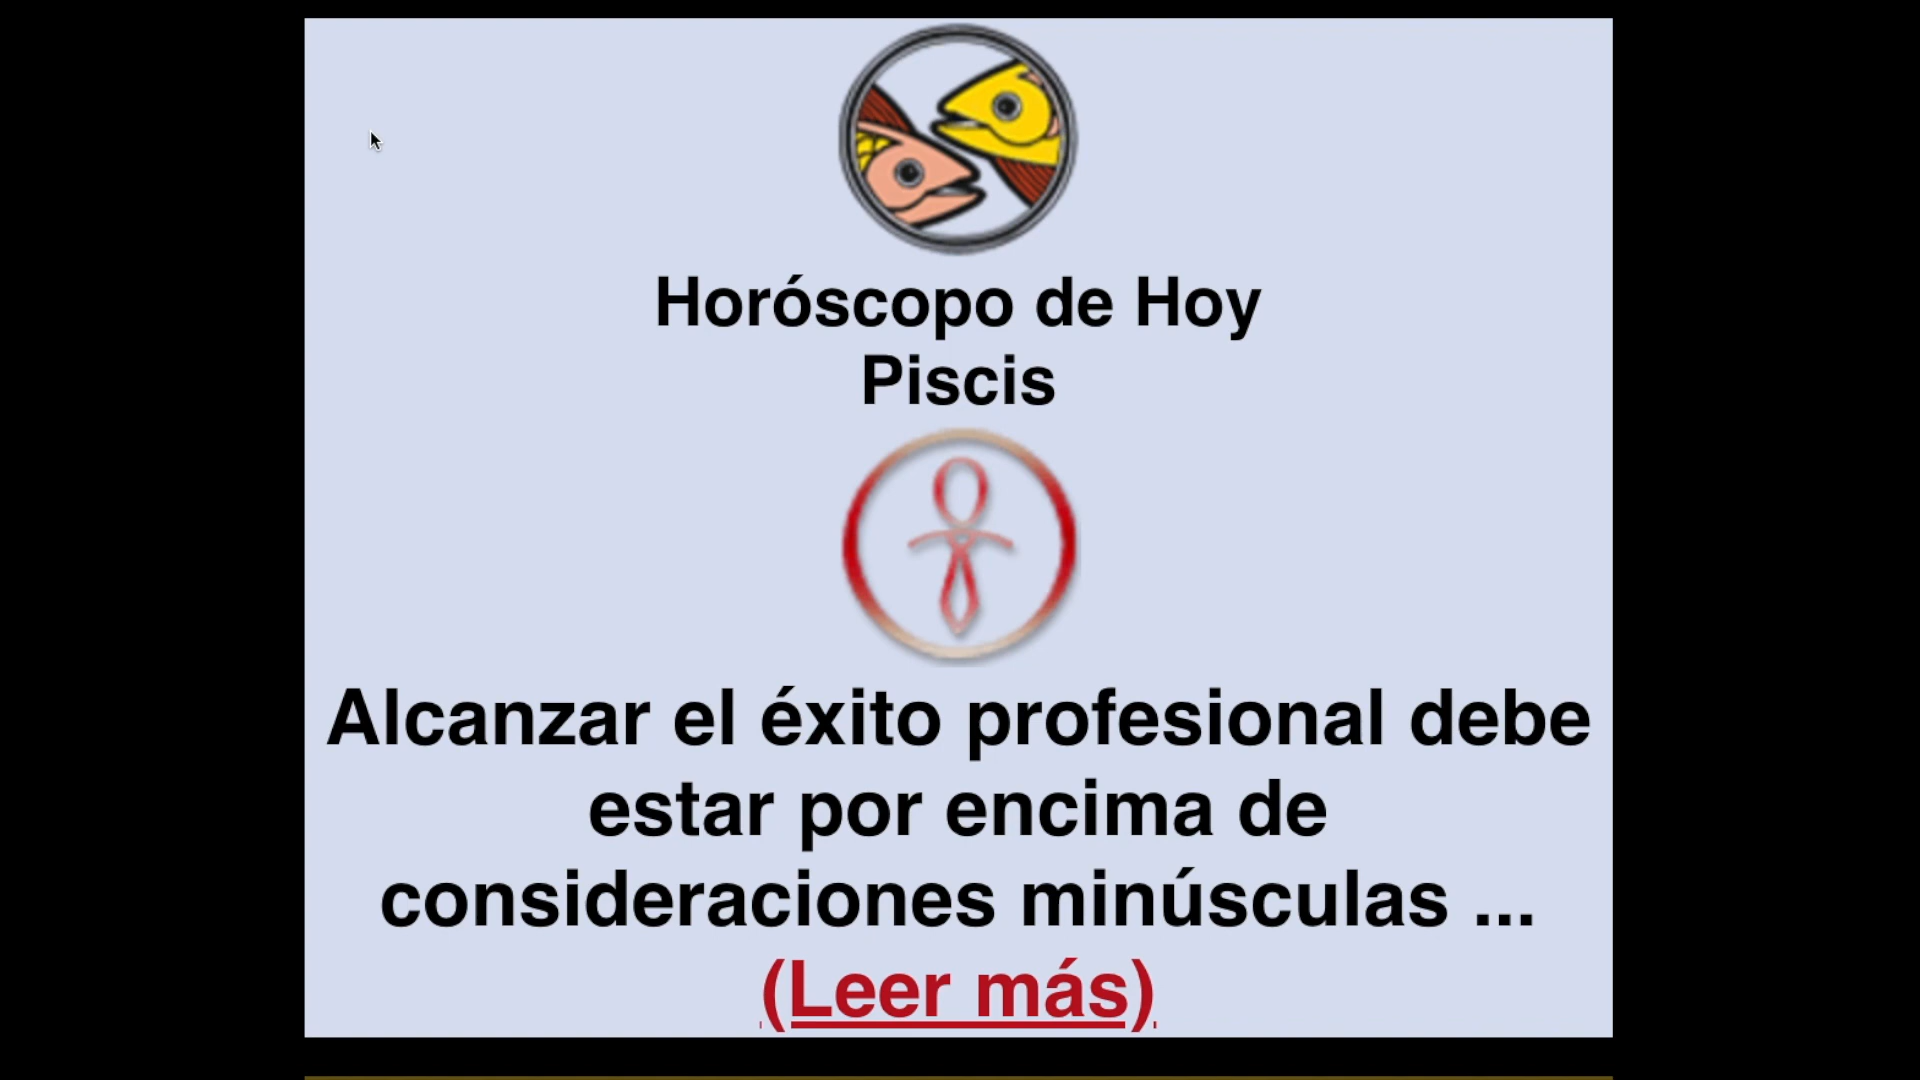 Horóscopo de Hoy
Piscis
Alcanzar el éxito profesional debe
estar por encima de
consideraciones minúsculas ...
(Leer más)